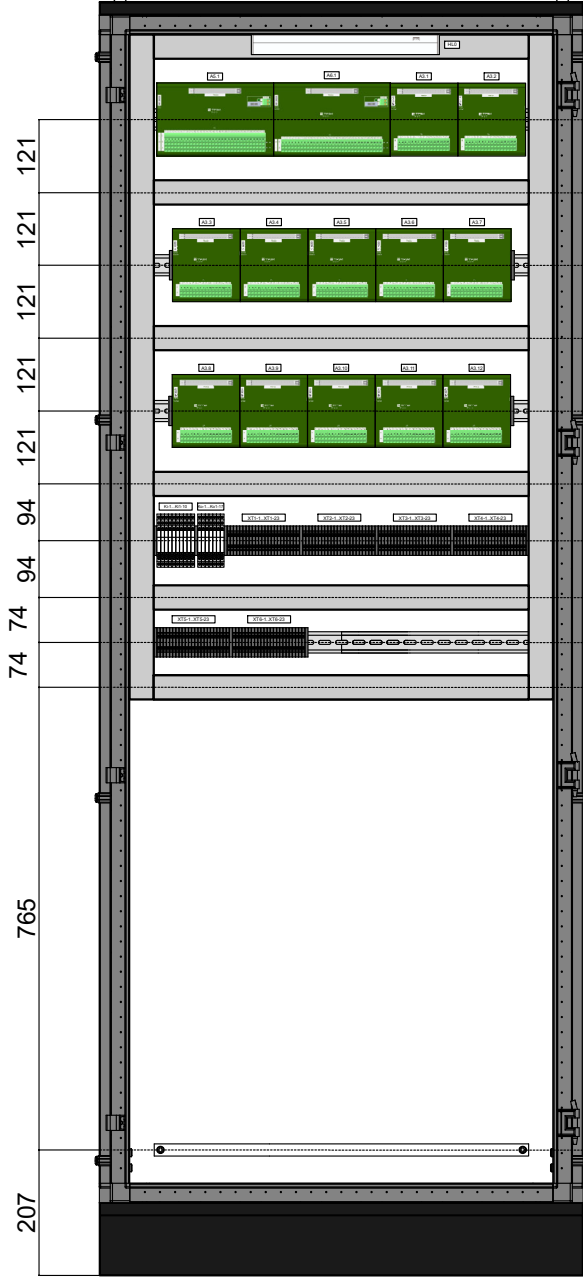 HL0
A5.1 A6.1 A3.1 A3.2
121
121
A3.3 A3.4 A3.5 A3.6 A3.7
121
121
A3.8 A3.9 A3.10 A3.11 A3.12
121
94
XT1-1..XT1-23 XT2-1..XT2-23 XT3-1..XT3-23 XT4-1..XT4-23
94
74
XT5-1..XT5-23 XT6-1..XT6-23
74
765
207